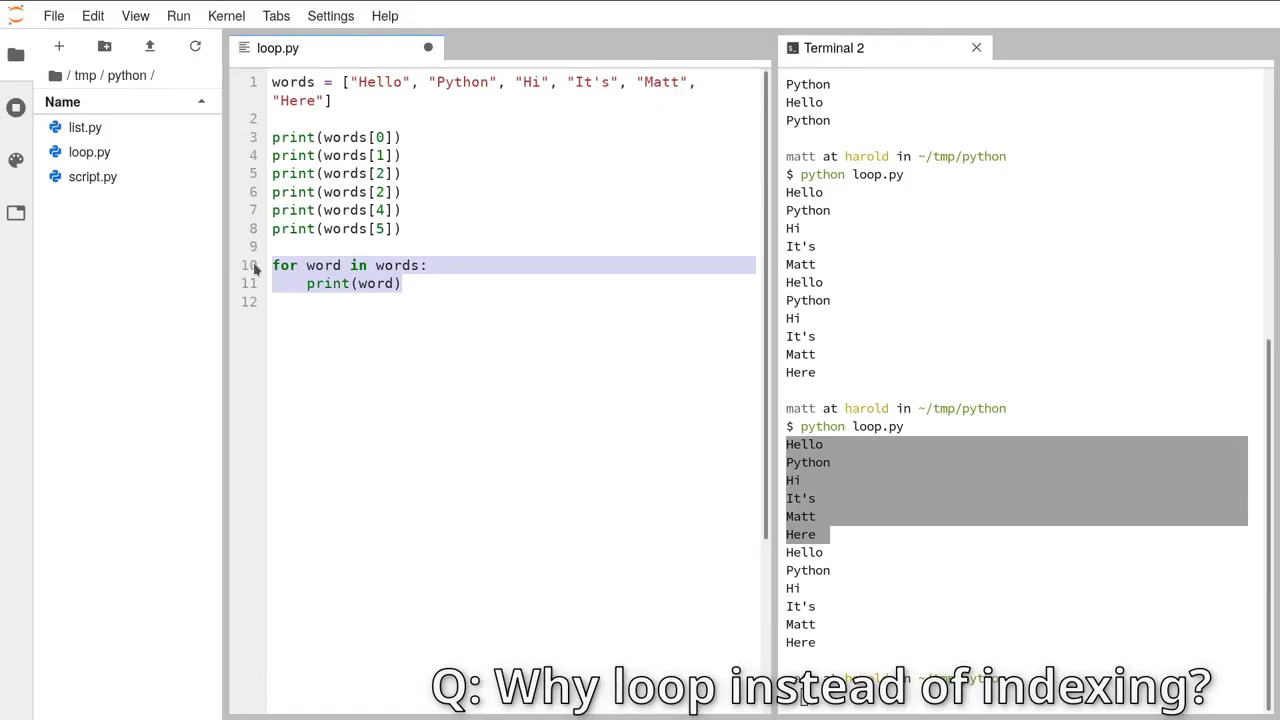 File Edit View Run Kernel Tabs Settings Help
/ tmp / python /
Name
list.py
loop.py
script.py
loop.py
1 words = ["Hello", "Python", "Hi", "It's", "Matt",
"Here"]
2
3 print(words[0])
4 print(words[1])
5 print(words[2])
6 print(words[2])
7 print(words[4])
8 print(words[5])
9
10 for word in words:
11     print(word)
12
Terminal 2
Python
Hello
Python
matt at harold in ~/tmp/python
$ python loop.py
Hello
Python
Hi
It's
Matt
Hello
Python
Hi
It's
Matt
Here
matt at harold in ~/tmp/python
$ python loop.py
Hello
Python
Hi
It's
Matt
Here
Hello
Python
Hi
It's
Matt
Here
Q: Why loop instead of indexing?